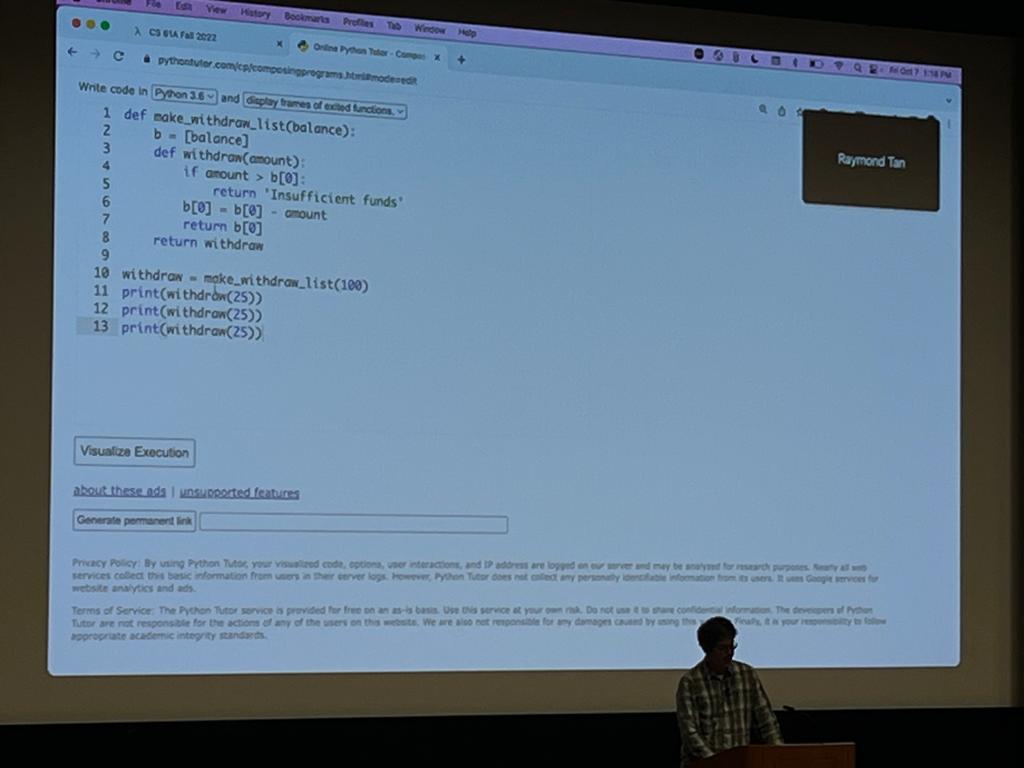 Chrome File Edit View History Bookmarks Profiles Tab Window Help
Fri Oct 7 1:18 PM
CS 61A Fall 2022
Online Python Tutor - Compos
pythontutor.com/cp/composingprograms.html#mode=edit
Write code in Python 3.6 and display frames of exited functions.
Raymond Tan
1 def make_withdraw_list(balance):
2 b = [balance]
3 def withdraw(amount):
4 if amount > b[0]:
5 return 'Insufficient funds'
6 b[0] = b[0] - amount
7 return b[0]
8 return withdraw
9
10 withdraw = make_withdraw_list(100)
11 print(withdraw(25))
12 print(withdraw(25))
13 print(withdraw(25))
Visualize Execution
about these ads | unsupported features
Generate permanent link
Privacy Policy: By using Python Tutor, your visualized code, options, user interactions, and IP address are logged on our server and may be analyzed for research purposes. Nearly all web
services collect this basic information from users in their server logs. However, Python Tutor does not collect any personally identifiable information from its users. It uses Google services for
website analytics and ads.
Terms of Service: The Python Tutor service is provided for free on an as-is basis. Use this service at your own risk. Do not use it to share confidential information. The developers of Python
Tutor are not responsible for the actions of any of the users on this website. We are also not responsible for any damages caused by using this Finally, it is your responsibility to follow
appropriate academic integrity standards.